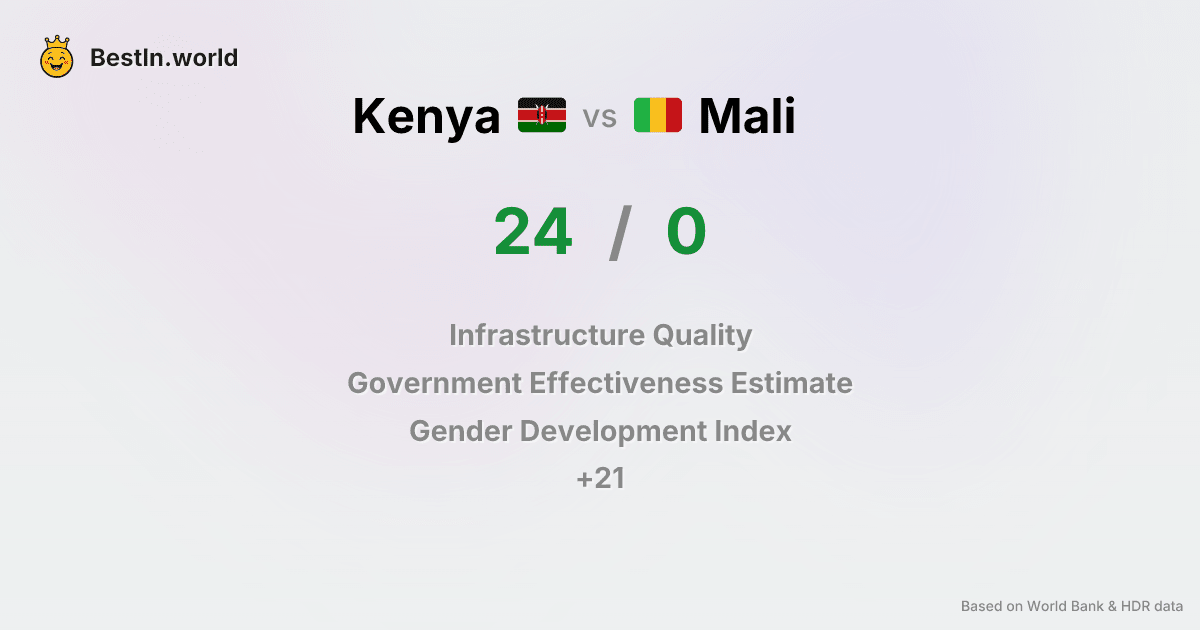 BestIn.world
Kenya vs Mali
24 / 0
Infrastructure Quality
Government Effectiveness Estimate
Gender Development Index
+21
Based on World Bank & HDR data